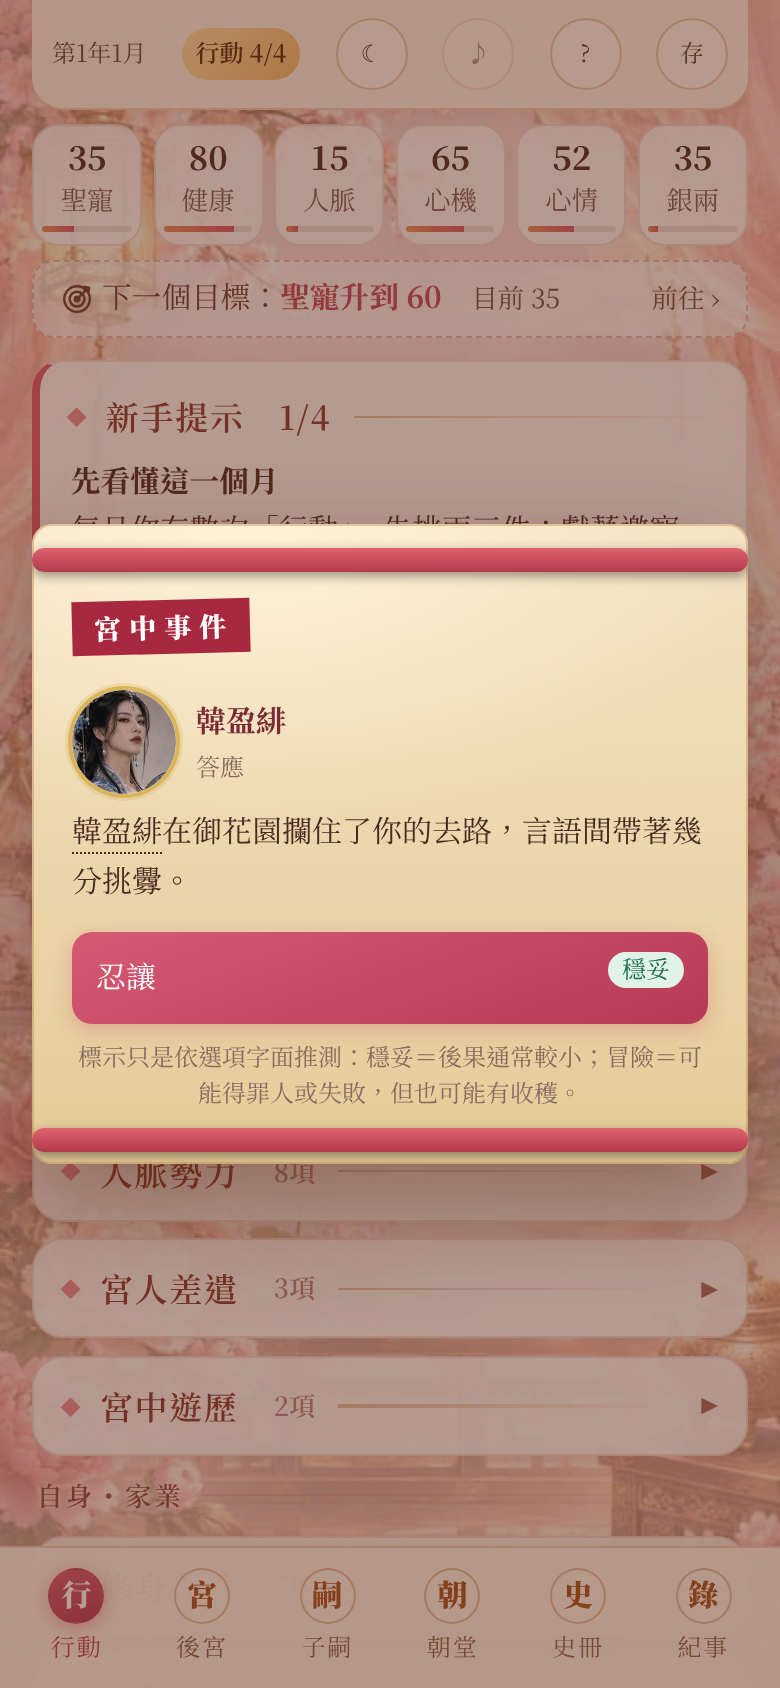 第1年1月
行動 4/4
☾
♪
?
存
35
聖寵
80
健康
15
人脈
65
心機
52
心情
35
銀兩
下一個目標：聖寵升到 60 目前 35 前往 ›
新手提示 1/4
先看懂這一個月
宮中事件
韓盈緋
答應
韓盈緋在御花園攔住了你的去路，言語間帶著幾
分挑釁。
忍讓
穩妥
標示只是依選項字面推測：穩妥＝後果通常較小；冒險＝可
能得罪人或失敗，但也可能有收穫。
人脈勢力 8項
宮人差遣 3項
宮中遊歷 2項
自身・家業
行
行動
宮
後宮
嗣
子嗣
朝
朝堂
史
史冊
錄
紀事